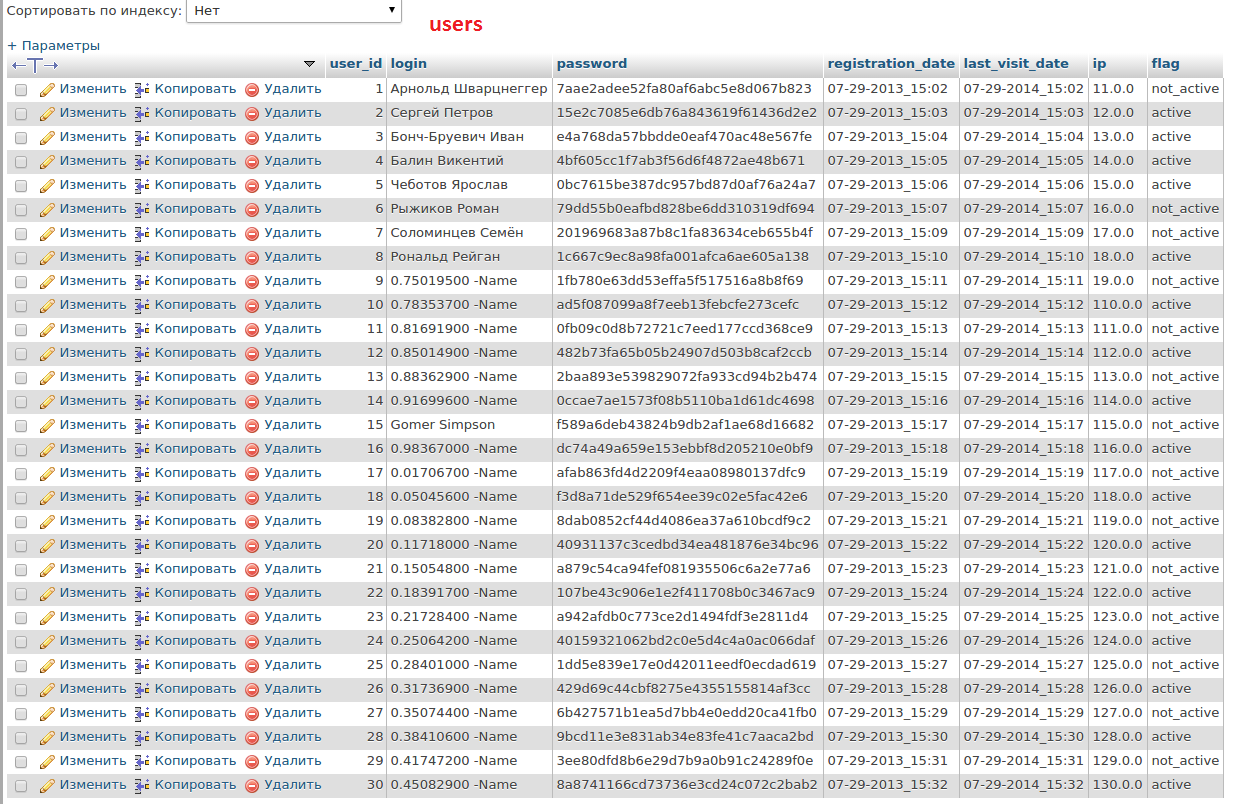 Сортировать по индексу: Нет
users
+ Параметры
user_id login password registration_date last_visit_date ip flag
Изменить Копировать Удалить 1 Арнольд Шварцнеггер 7aae2adee52fa80af6abc5e8d067b823 07-29-2013_15:02 07-29-2014_15:02 11.0.0 not_active
Изменить Копировать Удалить 2 Сергей Петров 15e2c7085e6db76a843619f61436d2e2 07-29-2013_15:03 07-29-2014_15:03 12.0.0 active
Изменить Копировать Удалить 3 Бонч-Бруевич Иван e4a768da57bbdde0eaf470ac48e567fe 07-29-2013_15:04 07-29-2014_15:04 13.0.0 active
Изменить Копировать Удалить 4 Балин Викентий 4bf605cc1f7ab3f56d6f4872ae48b671 07-29-2013_15:05 07-29-2014_15:05 14.0.0 active
Изменить Копировать Удалить 5 Чеботов Ярослав 0bc7615be387dc957bd87d0af76a24a7 07-29-2013_15:06 07-29-2014_15:06 15.0.0 active
Изменить Копировать Удалить 6 Рыжиков Роман 79dd55b0eafbd828be6dd310319df694 07-29-2013_15:07 07-29-2014_15:07 16.0.0 not_active
Изменить Копировать Удалить 7 Соломинцев Семён 201969683a87b8c1fa83634ceb655b4f 07-29-2013_15:09 07-29-2014_15:09 17.0.0 not_active
Изменить Копировать Удалить 8 Рональд Рейган 1c667c9ec8a98fa001afca6ae605a138 07-29-2013_15:10 07-29-2014_15:10 18.0.0 active
Изменить Копировать Удалить 9 0.75019500 -Name 1fb780e63dd53effa5f517516a8b8f69 07-29-2013_15:11 07-29-2014_15:11 19.0.0 not_active
Изменить Копировать Удалить 10 0.78353700 -Name ad5f087099a8f7eeb13febcfe273cefc 07-29-2013_15:12 07-29-2014_15:12 110.0.0 active
Изменить Копировать Удалить 11 0.81691900 -Name 0fb09c0d8b72721c7eed177ccd368ce9 07-29-2013_15:13 07-29-2014_15:13 111.0.0 not_active
Изменить Копировать Удалить 12 0.85014900 -Name 482b73fa65b05b24907d503b8caf2ccb 07-29-2013_15:14 07-29-2014_15:14 112.0.0 active
Изменить Копировать Удалить 13 0.88362900 -Name 2baa893e539829072fa933cd94b2b474 07-29-2013_15:15 07-29-2014_15:15 113.0.0 not_active
Изменить Копировать Удалить 14 0.91699600 -Name 0ccae7ae1573f08b5110ba1d61dc4698 07-29-2013_15:16 07-29-2014_15:16 114.0.0 active
Изменить Копировать Удалить 15 Gomer Simpson f589a6deb43824b9db2af1ae68d16682 07-29-2013_15:17 07-29-2014_15:17 115.0.0 not_active
Изменить Копировать Удалить 16 0.98367000 -Name dc74a49a659e153ebbf8d205210e0bf9 07-29-2013_15:18 07-29-2014_15:18 116.0.0 active
Изменить Копировать Удалить 17 0.01706700 -Name afab863fd4d2209f4eaa08980137dfc9 07-29-2013_15:19 07-29-2014_15:19 117.0.0 not_active
Изменить Копировать Удалить 18 0.05045600 -Name f3d8a71de529f654ee39c02e5fac42e6 07-29-2013_15:20 07-29-2014_15:20 118.0.0 active
Изменить Копировать Удалить 19 0.08382800 -Name 8dab0852cf44d4086ea37a610bcdf9c2 07-29-2013_15:21 07-29-2014_15:21 119.0.0 not_active
Изменить Копировать Удалить 20 0.11718000 -Name 40931137c3cedbd34ea481876e34bc96 07-29-2013_15:22 07-29-2014_15:22 120.0.0 active
Изменить Копировать Удалить 21 0.15054800 -Name a879c54ca94fef081935506c6a2e77a6 07-29-2013_15:23 07-29-2014_15:23 121.0.0 not_active
Изменить Копировать Удалить 22 0.18391700 -Name 107be43c906e1e2f411708b0c3467ac9 07-29-2013_15:24 07-29-2014_15:24 122.0.0 active
Изменить Копировать Удалить 23 0.21728400 -Name a942afdb0c773ce2d1494fdf3e2811d4 07-29-2013_15:25 07-29-2014_15:25 123.0.0 not_active
Изменить Копировать Удалить 24 0.25064200 -Name 40159321062bd2c0e5d4c4a0ac066daf 07-29-2013_15:26 07-29-2014_15:26 124.0.0 active
Изменить Копировать Удалить 25 0.28401000 -Name 1dd5e839e17e0d42011eedf0ecdad619 07-29-2013_15:27 07-29-2014_15:27 125.0.0 not_active
Изменить Копировать Удалить 26 0.31736900 -Name 429d69c44cbf8275e4355155814af3cc 07-29-2013_15:28 07-29-2014_15:28 126.0.0 active
Изменить Копировать Удалить 27 0.35074400 -Name 6b427571b1ea5d7bb4e0edd20ca41fb0 07-29-2013_15:29 07-29-2014_15:29 127.0.0 not_active
Изменить Копировать Удалить 28 0.38410600 -Name 9bcd11e3e831ab34e83fe41c7aaca2bd 07-29-2013_15:30 07-29-2014_15:30 128.0.0 active
Изменить Копировать Удалить 29 0.41747200 -Name 3ee80dfd8b6e29d7b9a0b91c24289f0e 07-29-2013_15:31 07-29-2014_15:31 129.0.0 not_active
Изменить Копировать Удалить 30 0.45082900 -Name 8a8741166cd73736e3cd24c072c2bab2 07-29-2013_15:32 07-29-2014_15:32 130.0.0 active